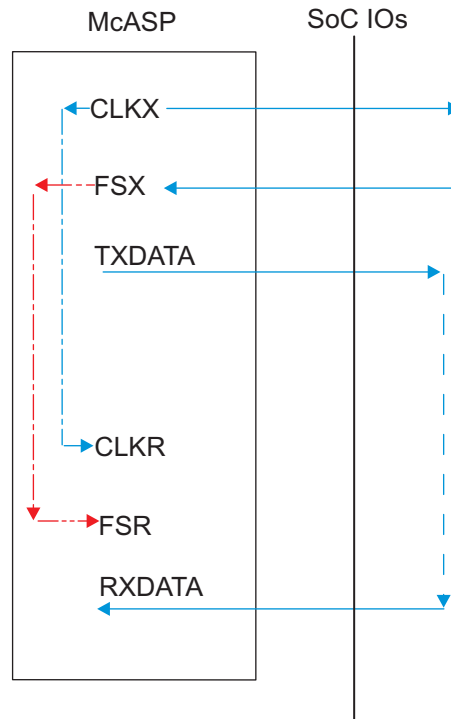 McASP
SoC IOs
CLKX
FSX
TXDATA
CLKR
FSR
RXDATA